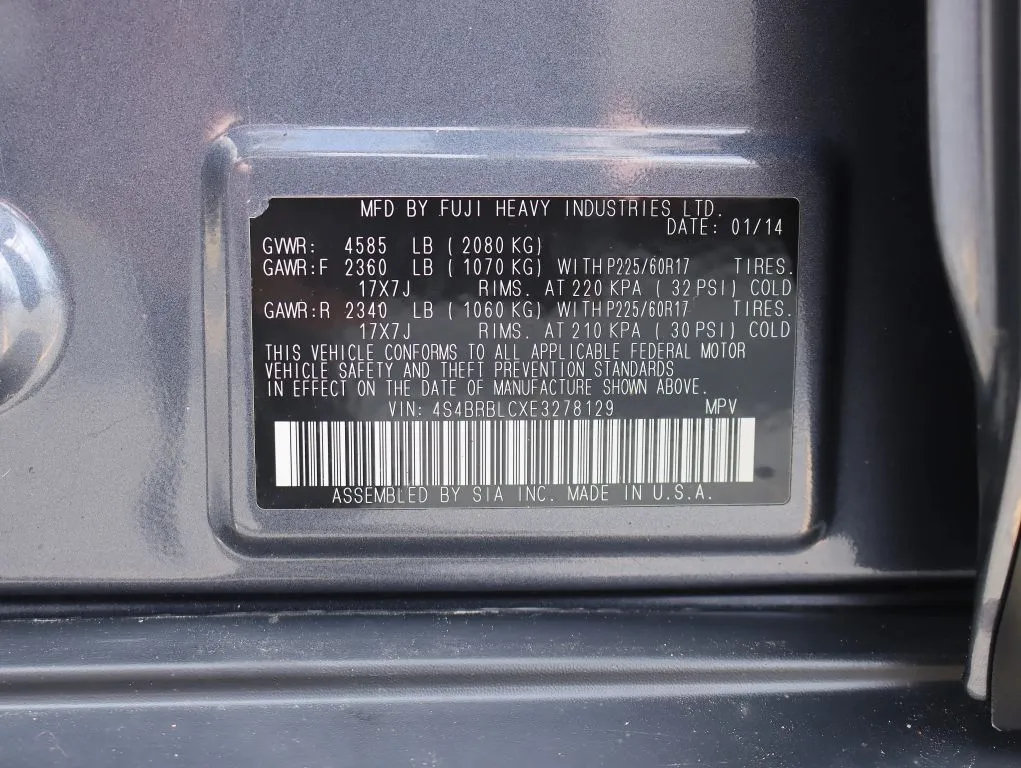 MFD BY FUJI HEAVY INDUSTRIES LTD.
DATE: 01/14
GVWR: 4585 LB ( 2080 KG)
GAWR:F 2360 LB ( 1070 KG) WITH P225/60R17 TIRES.
17X7J RIMS. AT 220 KPA ( 32 PSI) COLD
GAWR:R 2340 LB ( 1060 KG) WITH P225/60R17 TIRES.
17X7J RIMS. AT 210 KPA ( 30 PSI) COLD
THIS VEHICLE CONFORMS TO ALL APPLICABLE FEDERAL MOTOR
VEHICLE SAFETY AND THEFT PREVENTION STANDARDS
IN EFFECT ON THE DATE OF MANUFACTURE SHOWN ABOVE.
VIN: 4S4BRBLCXE3278129 MPV
ASSEMBLED BY SIA INC. MADE IN U.S.A.